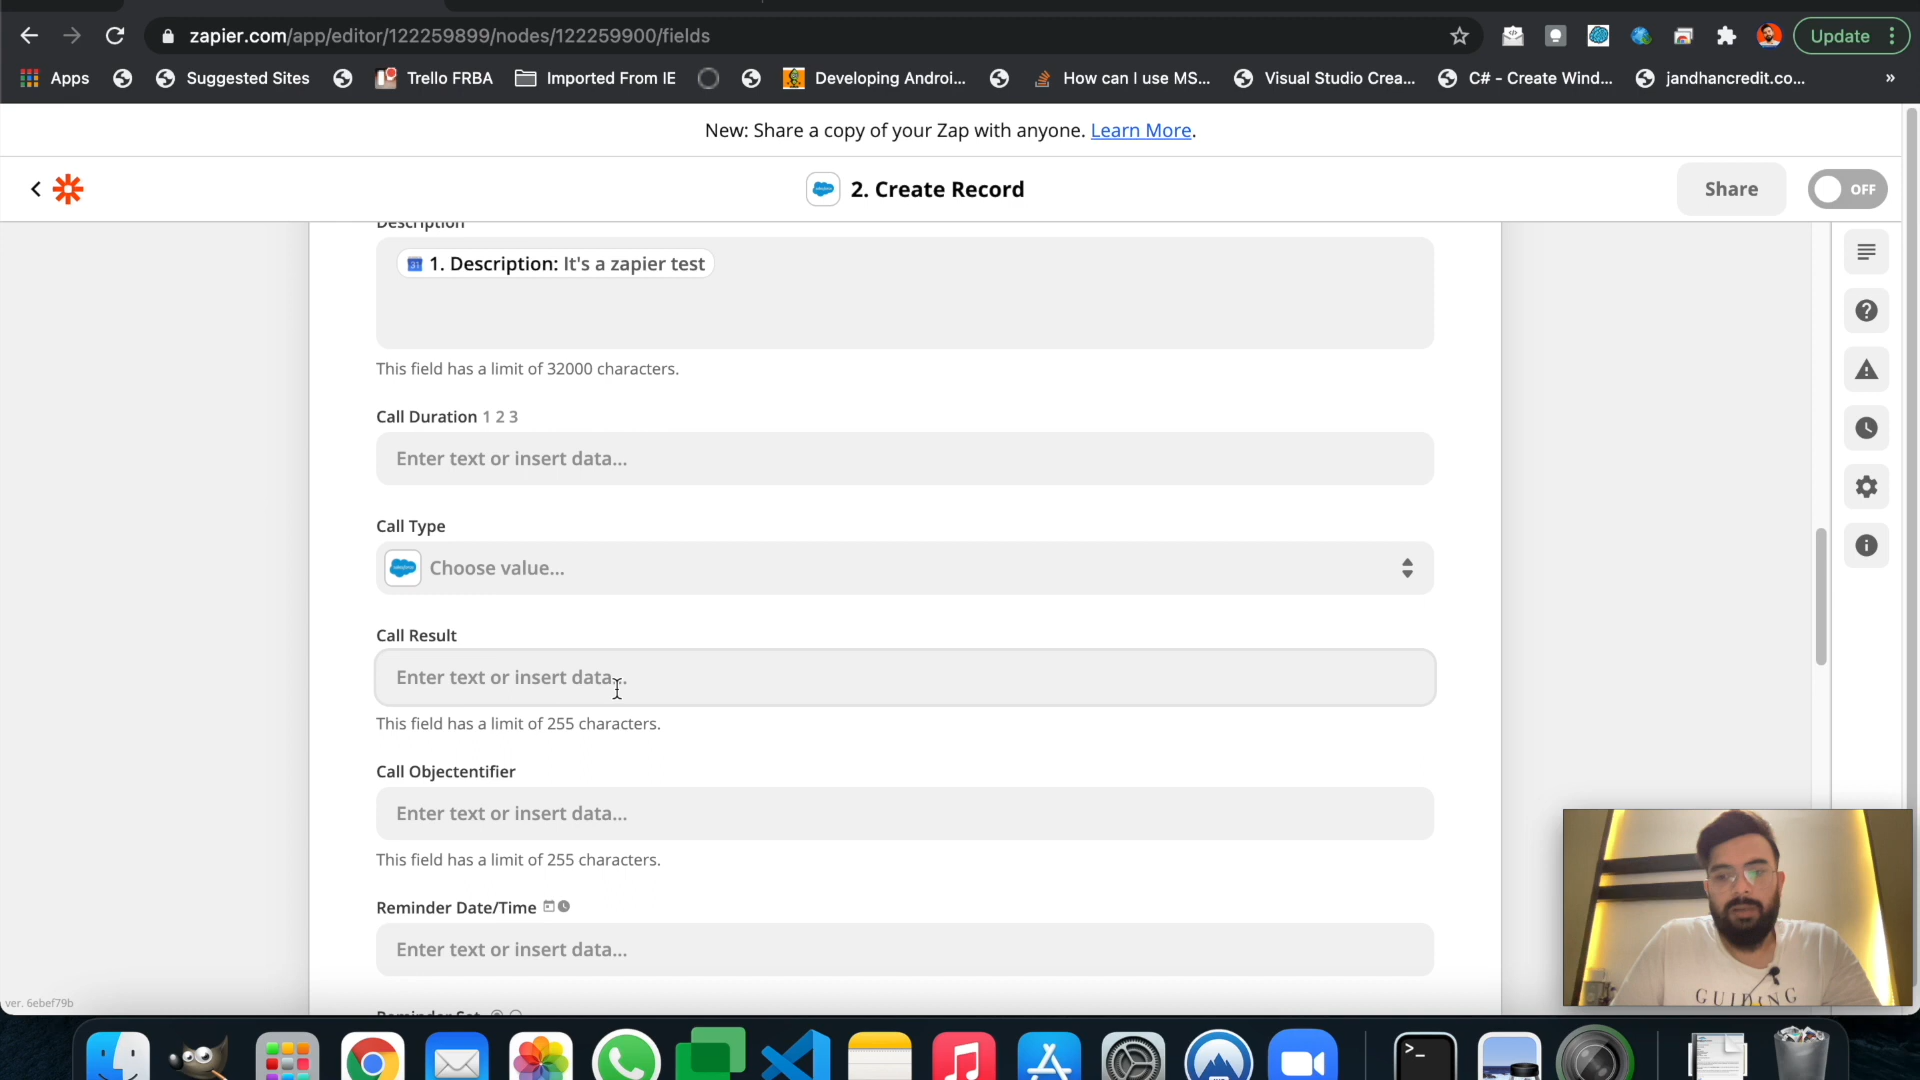 zapier.com/app/editor/122259899/nodes/122259900/fields
Update
Apps
Suggested Sites
Trello FRBA
Imported From IE
Developing Androi...
How can I use MS...
Visual Studio Crea...
C# - Create Wind...
jandhancredit.co...
»
New: Share a copy of your Zap with anyone. Learn More.
2. Create Record
Share
OFF
Description
31 1. Description: It's a zapier test
This field has a limit of 32000 characters.
Call Duration 1 2 3
Enter text or insert data...
Call Type
Choose value...
Call Result
Enter text or insert data...
This field has a limit of 255 characters.
Call Objectentifier
Enter text or insert data...
This field has a limit of 255 characters.
Reminder Date/Time
Enter text or insert data...
Reminder Set
ver. 6ebef79b
GUIDING